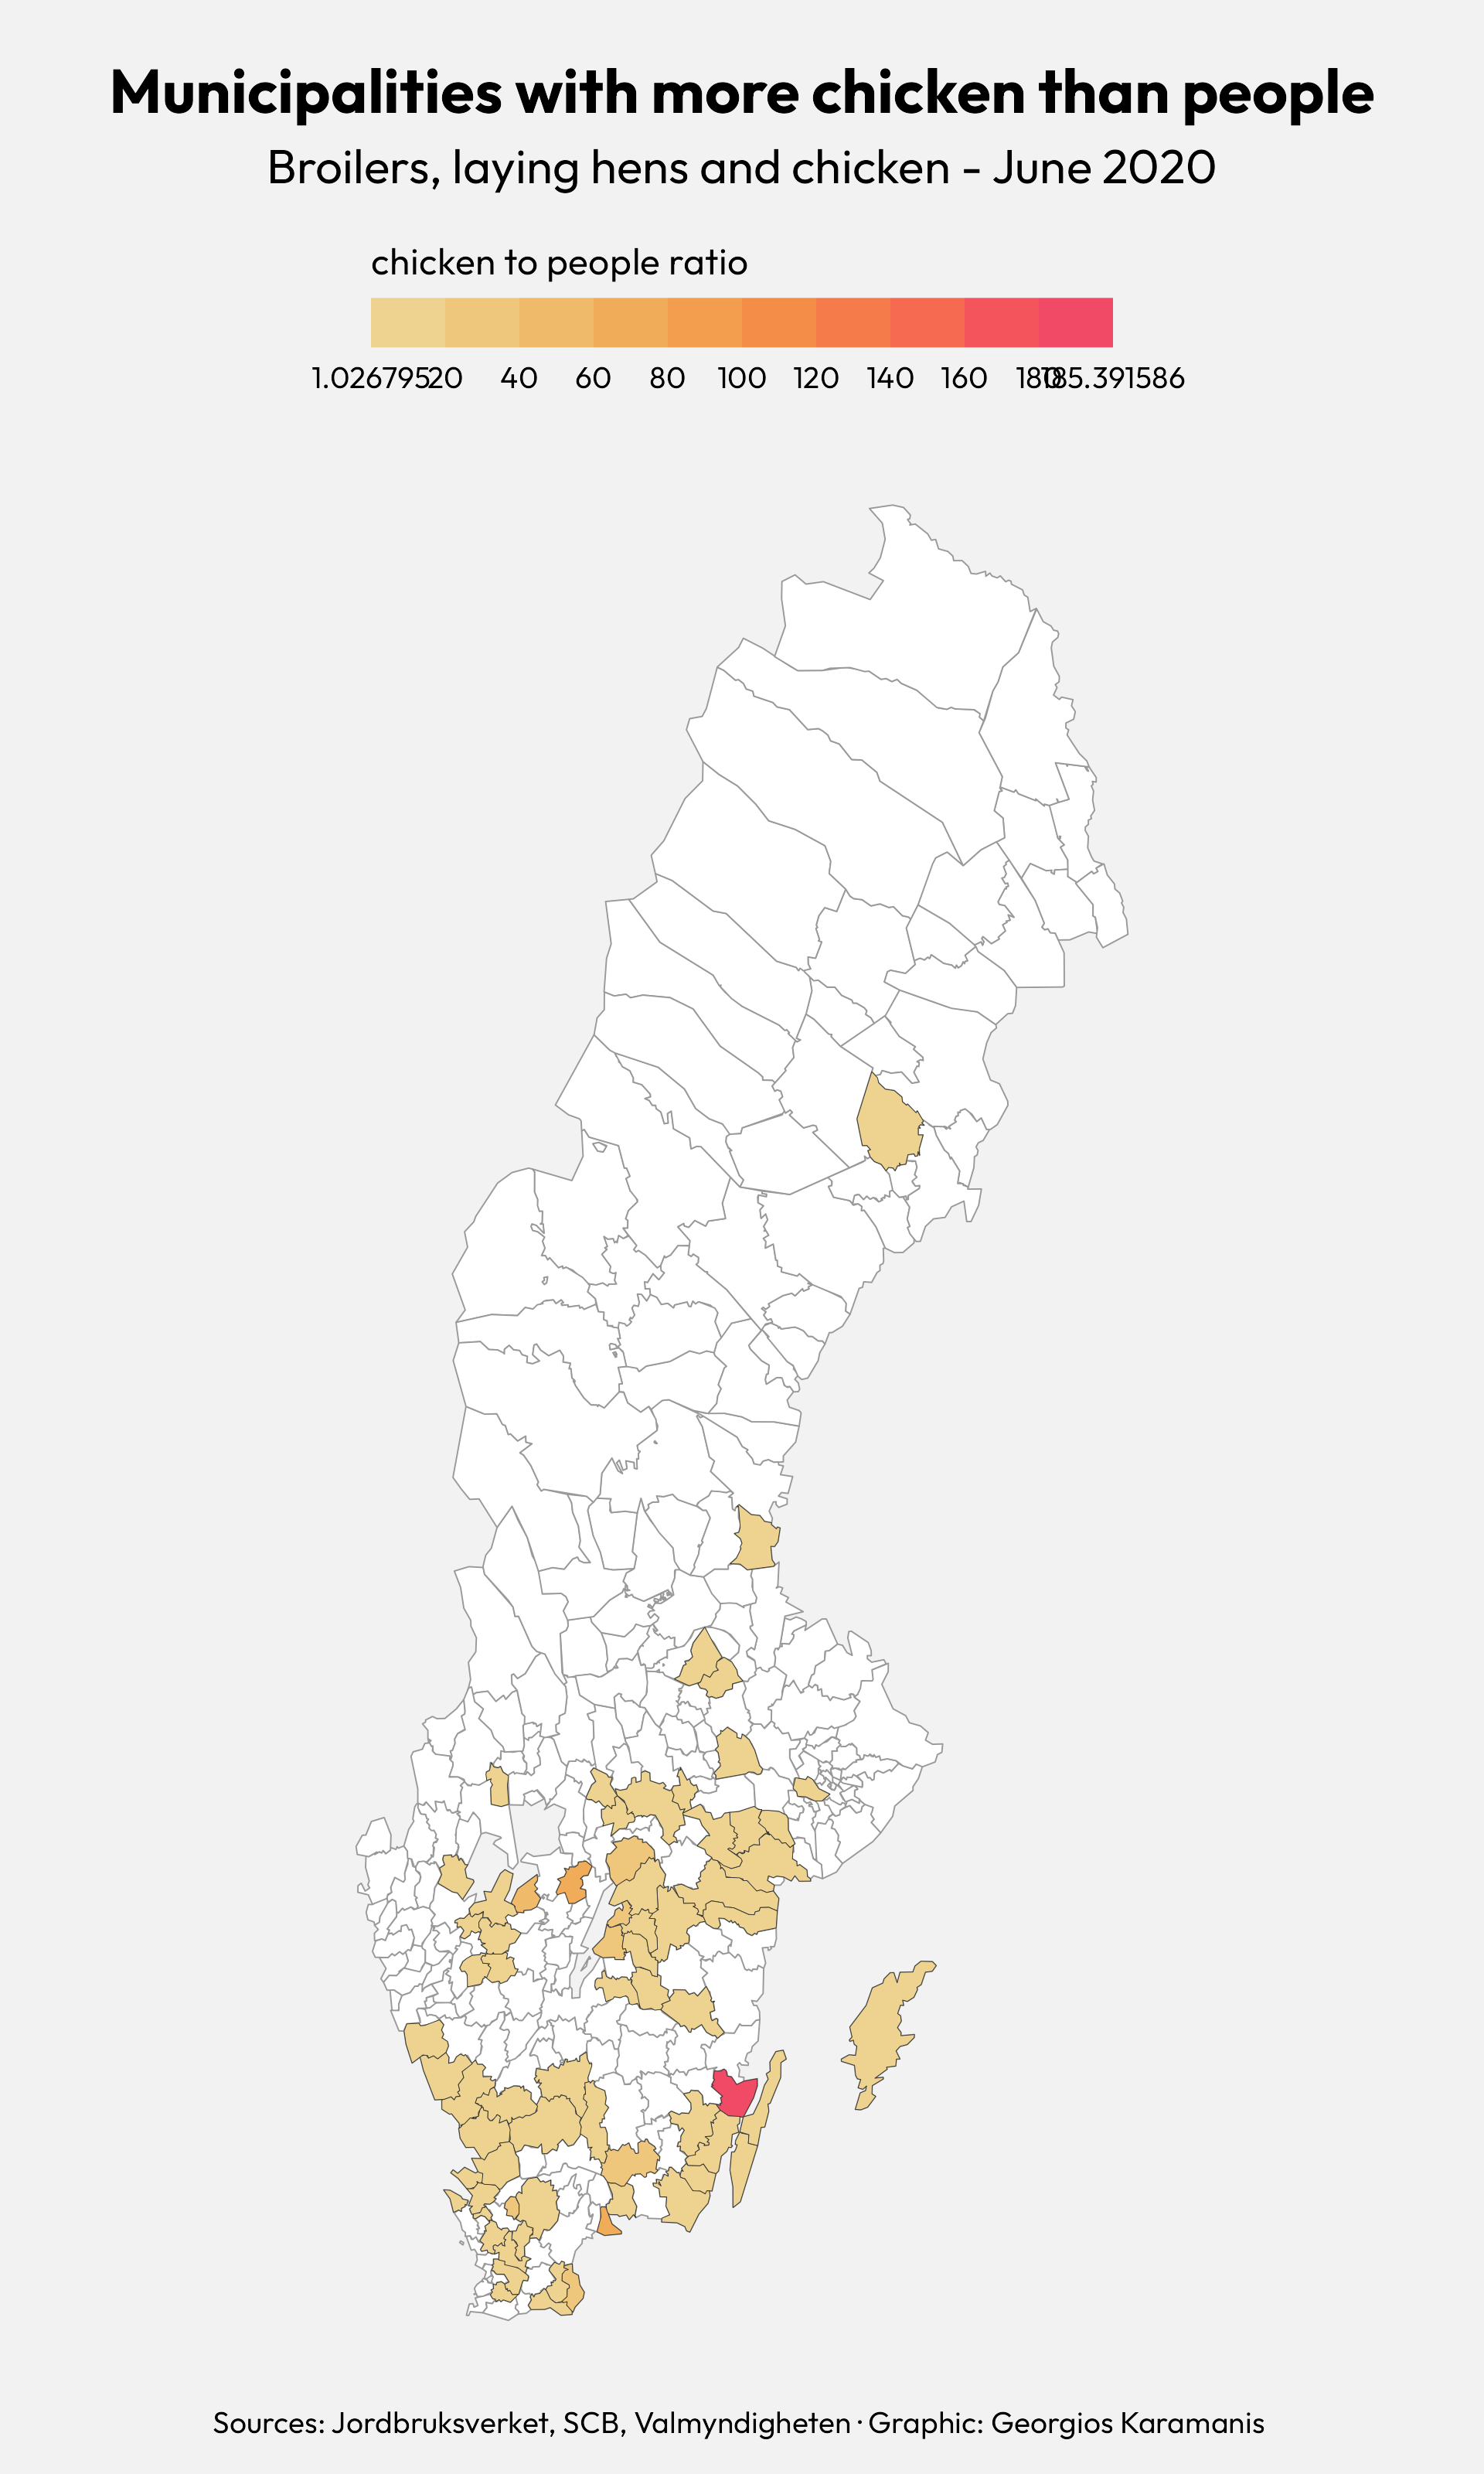 Municipalities with more chicken than people
Broilers, laying hens and chicken - June 2020
chicken to people ratio
1.026795 20 40 60 80 100 120 140 160 180 185.391586
Sources: Jordbruksverket, SCB, Valmyndigheten · Graphic: Georgios Karamanis